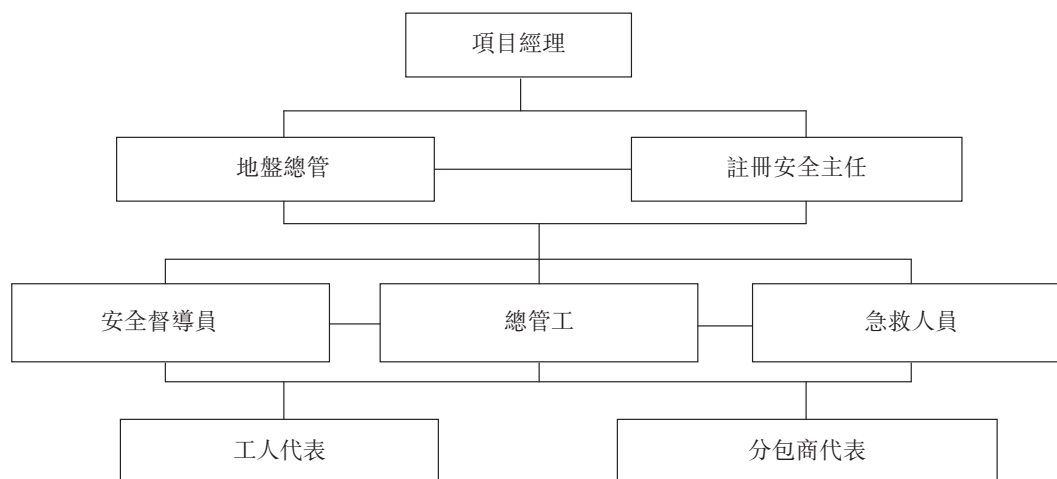 項目經理
地盤總管
註冊安全主任
安全督導員
總管工
急救人員
工人代表
分包商代表